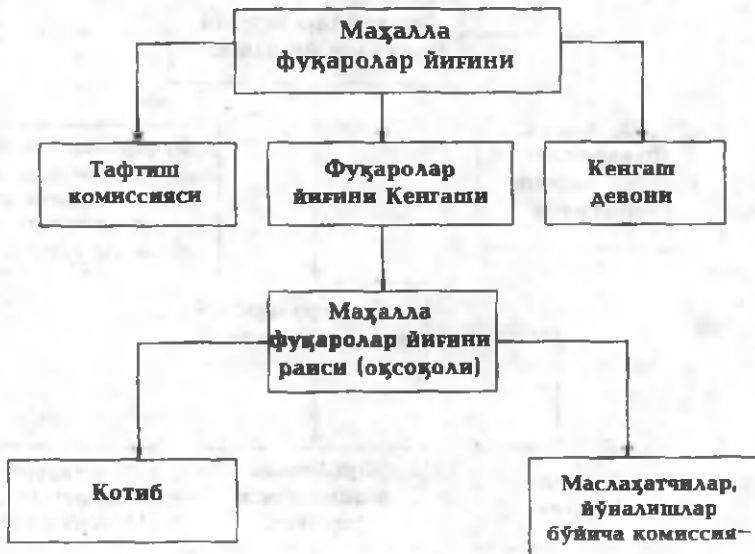 Маҳалла
фуқаролар йиғини
Тафтиш
комиссияси
Фуқаролар
йиғини Кенгаши
Кенгаш
девони
Маҳалла
фуқаролар йиғини
раиси (оқсоқоли)
Котиб
Маслаҳатчилар,
йўналишлар
бўйича комиссия-